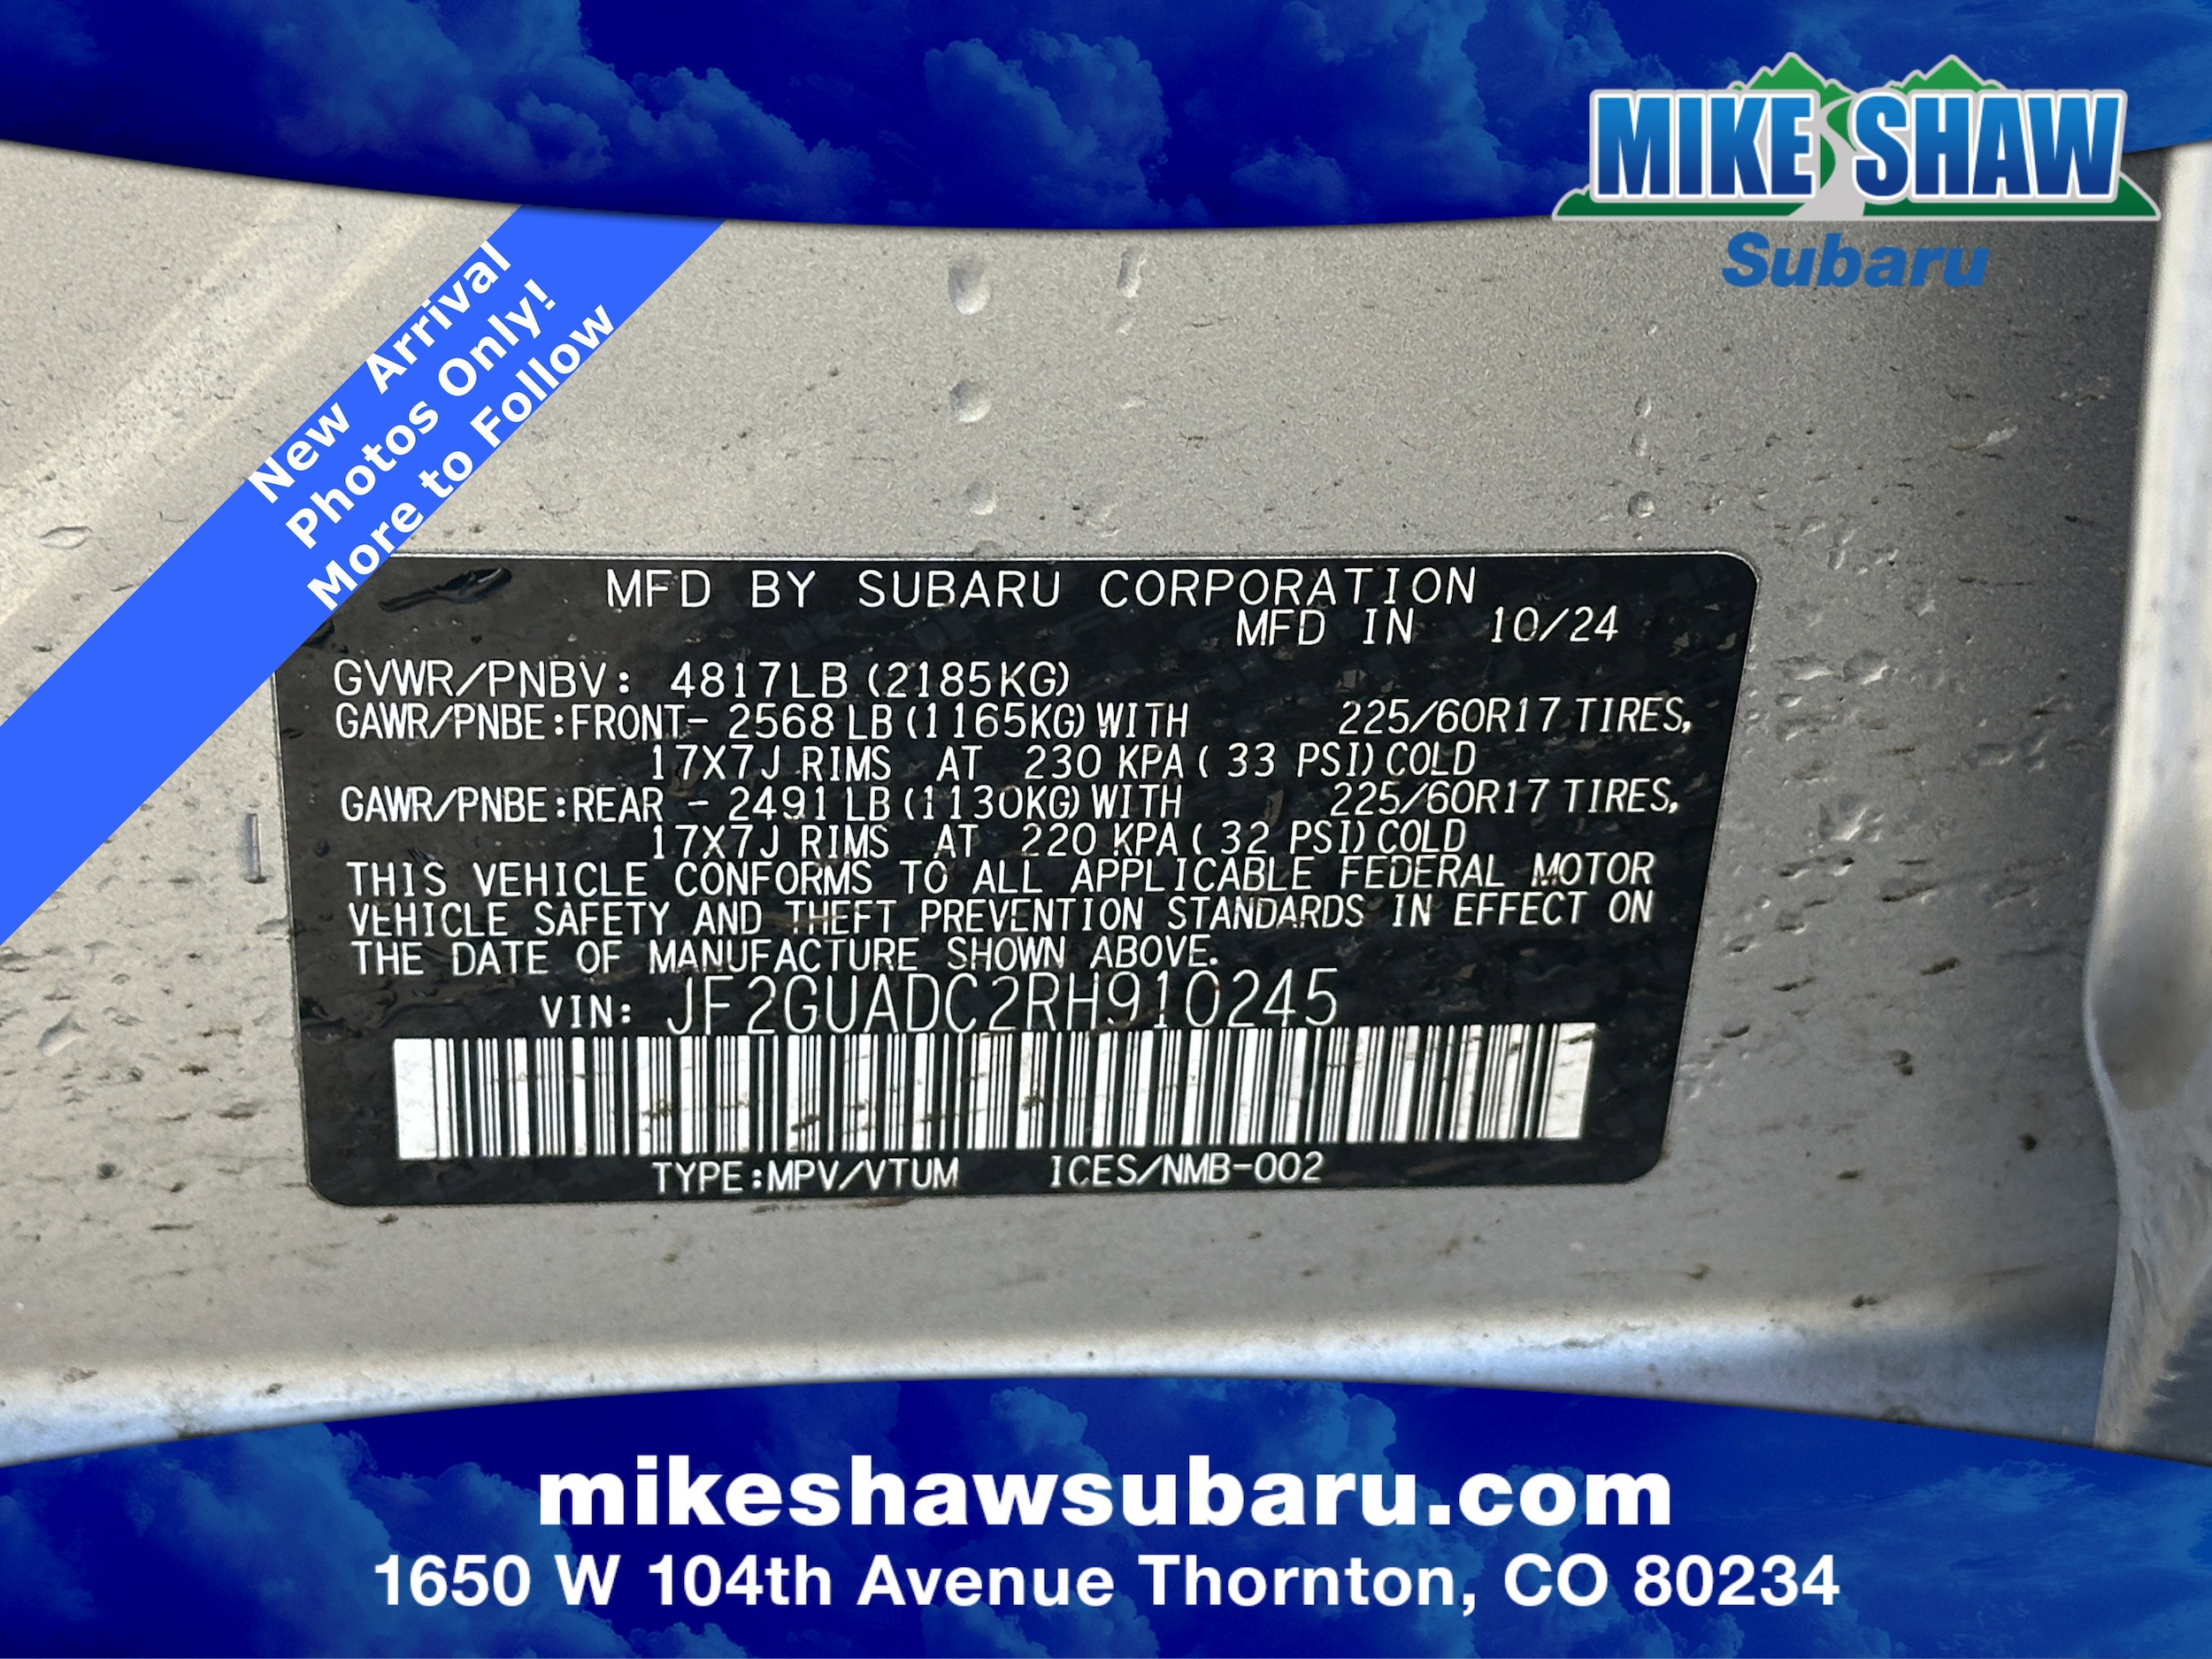 MIKE SHAW
Subaru
New Arrival
Photos Only!
More to Follow
MFD BY SUBARU CORPORATION
MFD IN 10/24
GVWR/PNBV: 4817LB (2185KG)
GAWR/PNBE:FRONT- 2568 LB (1165KG) WITH 225/60R17 TIRES,
17X7J RIMS AT 230 KPA ( 33 PSI) COLD
GAWR/PNBE:REAR - 2491 LB (1130KG) WITH 225/60R17 TIRES,
17X7J RIMS AT 220 KPA ( 32 PSI) COLD
THIS VEHICLE CONFORMS TO ALL APPLICABLE FEDERAL MOTOR
VEHICLE SAFETY AND THEFT PREVENTION STANDARDS IN EFFECT ON
THE DATE OF MANUFACTURE SHOWN ABOVE.
VIN: JF2GUADC2RH910245
TYPE:MPV/VTUM ICES/NMB-002
mikeshawsubaru.com
1650 W 104th Avenue Thornton, CO 80234